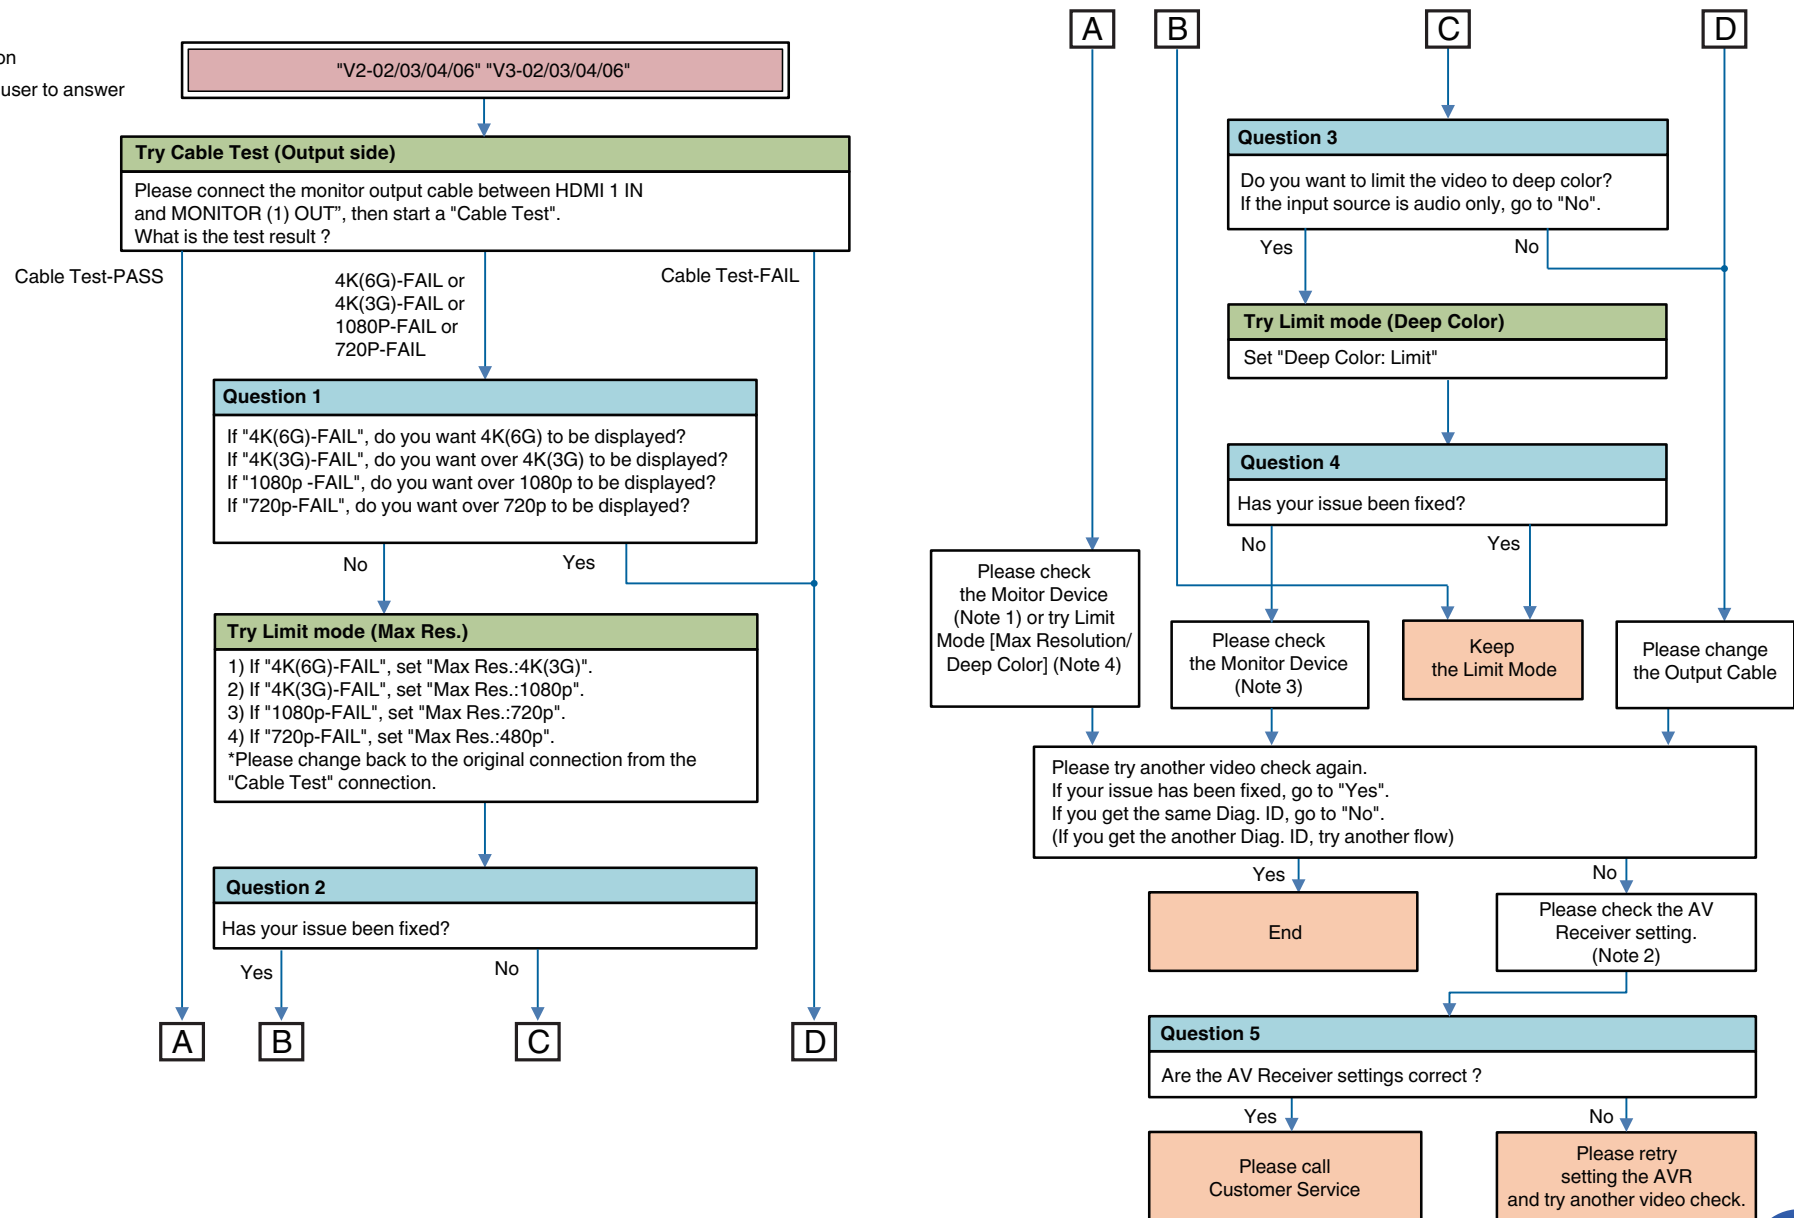 on
user to answer
"V2-02/03/04/06" "V3-02/03/04/06"
Try Cable Test (Output side)
Please connect the monitor output cable between HDMI 1 IN
and MONITOR (1) OUT”, then start a "Cable Test".
What is the test result ?
Cable Test-PASS
4K(6G)-FAIL or
4K(3G)-FAIL or
1080P-FAIL or
720P-FAIL
Cable Test-FAIL
Question 1
If "4K(6G)-FAIL", do you want 4K(6G) to be displayed?
If "4K(3G)-FAIL", do you want over 4K(3G) to be displayed?
If "1080p -FAIL", do you want over 1080p to be displayed?
If "720p-FAIL", do you want over 720p to be displayed?
No
Yes
Try Limit mode (Max Res.)
1) If "4K(6G)-FAIL", set "Max Res.:4K(3G)".
2) If "4K(3G)-FAIL", set "Max Res.:1080p".
3) If "1080p-FAIL", set "Max Res.:720p".
4) If "720p-FAIL", set "Max Res.:480p".
*Please change back to the original connection from the
"Cable Test" connection.
Question 2
Has your issue been fixed?
Yes
No
A
B
C
D
A
B
C
D
Question 3
Do you want to limit the video to deep color?
If the input source is audio only, go to "No".
Yes
No
Try Limit mode (Deep Color)
Set "Deep Color: Limit"
Question 4
Has your issue been fixed?
No
Yes
Please check
the Moitor Device
(Note 1) or try Limit
Mode [Max Resolution/
Deep Color] (Note 4)
Please check
the Monitor Device
(Note 3)
Keep
the Limit Mode
Please change
the Output Cable
Please try another video check again.
If your issue has been fixed, go to "Yes".
If you get the same Diag. ID, go to "No".
(If you get the another Diag. ID, try another flow)
Yes
No
End
Please check the AV
Receiver setting.
(Note 2)
Question 5
Are the AV Receiver settings correct ?
Yes
No
Please call
Customer Service
Please retry
setting the AVR
and try another video check.